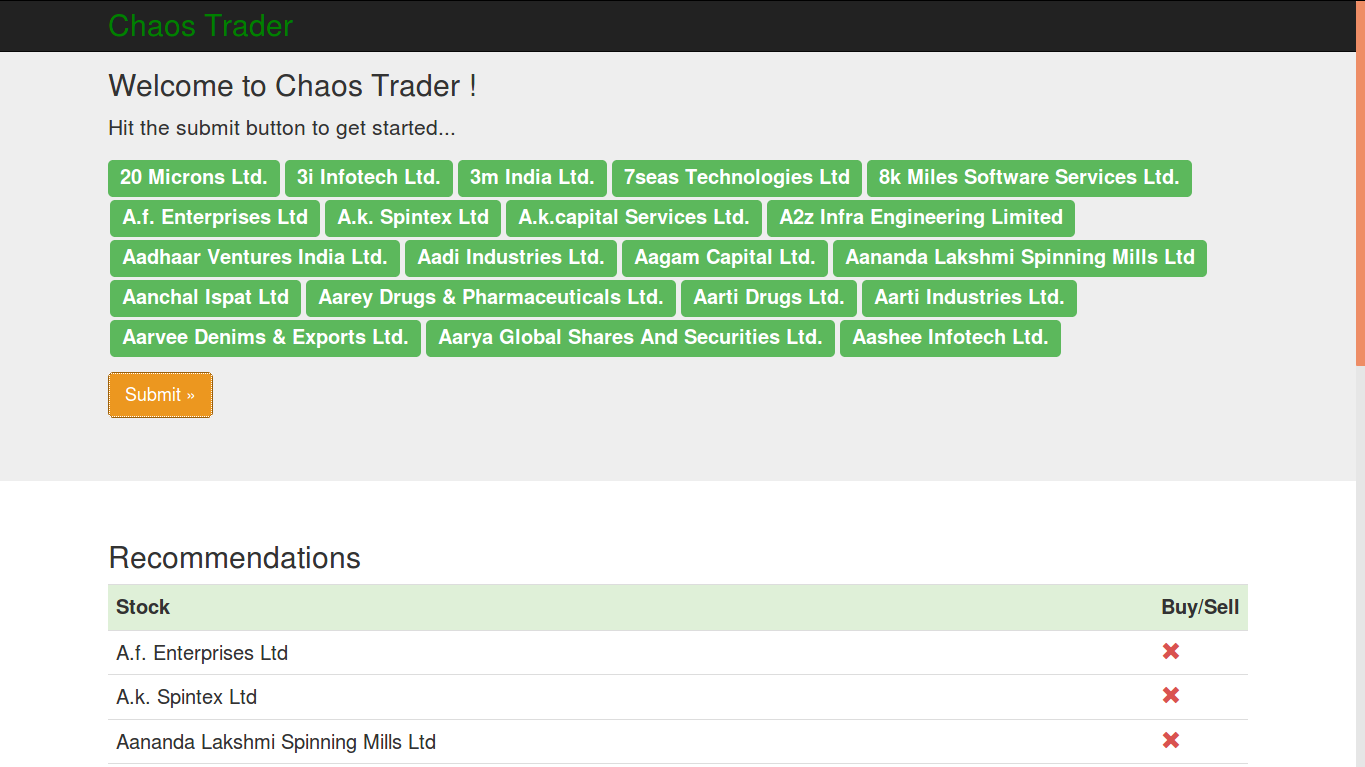 Chaos Trader
Welcome to Chaos Trader !
Hit the submit button to get started...
20 Microns Ltd. 3i Infotech Ltd. 3m India Ltd. 7seas Technologies Ltd 8k Miles Software Services Ltd.
A.f. Enterprises Ltd A.k. Spintex Ltd A.k.capital Services Ltd. A2z Infra Engineering Limited
Aadhaar Ventures India Ltd. Aadi Industries Ltd. Aagam Capital Ltd. Aananda Lakshmi Spinning Mills Ltd
Aanchal Ispat Ltd Aarey Drugs & Pharmaceuticals Ltd. Aarti Drugs Ltd. Aarti Industries Ltd.
Aarvee Denims & Exports Ltd. Aarya Global Shares And Securities Ltd. Aashee Infotech Ltd.
Submit »
Recommendations
Stock Buy/Sell
A.f. Enterprises Ltd
A.k. Spintex Ltd
Aananda Lakshmi Spinning Mills Ltd